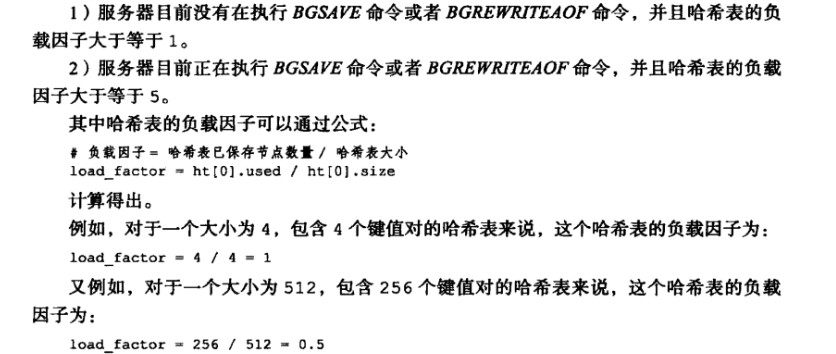 1）服务器目前没有在执行 BGSAVE 命令或者 BGREWRITEAOF 命令，并且哈希表的负
载因子大于等于 1。
2）服务器目前正在执行 BGSAVE 命令或者 BGREWRITEAOF 命令，并且哈希表的负载
因子大于等于 5。
其中哈希表的负载因子可以通过公式：
# 负载因子 = 哈希表已保存节点数量 / 哈希表大小
load_factor = ht[0].used / ht[0].size
计算得出。
例如，对于一个大小为 4，包含 4 个键值对的哈希表来说，这个哈希表的负载因子为：
load_factor = 4 / 4 = 1
又例如，对于一个大小为 512，包含 256 个键值对的哈希表来说，这个哈希表的负载
因子为：
load_factor = 256 / 512 = 0.5